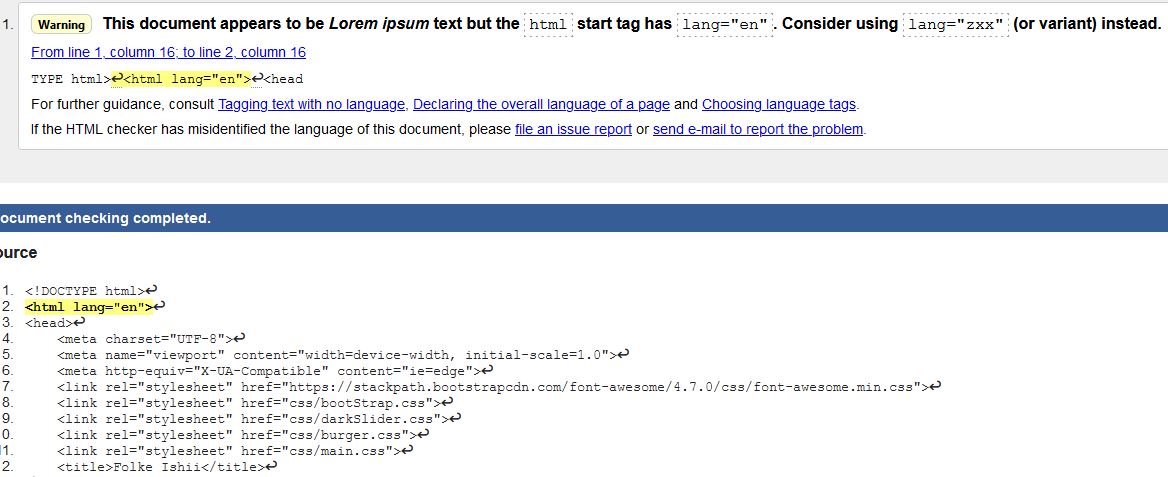 1. Warning This document appears to be Lorem ipsum text but the html start tag has lang="en". Consider using lang="zxx" (or variant) instead.
From line 1, column 16; to line 2, column 16
TYPE html>↩<html lang="en">↩<head
For further guidance, consult Tagging text with no language, Declaring the overall language of a page and Choosing language tags.
If the HTML checker has misidentified the language of this document, please file an issue report or send e-mail to report the problem.
ocument checking completed.
ource
1. <!DOCTYPE html>↩
2. <html lang="en">↩
3. <head>↩
4. <meta charset="UTF-8">↩
5. <meta name="viewport" content="width=device-width, initial-scale=1.0">↩
6. <meta http-equiv="X-UA-Compatible" content="ie=edge">↩
7. <link rel="stylesheet" href="https://stackpath.bootstrapcdn.com/font-awesome/4.7.0/css/font-awesome.min.css">↩
8. <link rel="stylesheet" href="css/bootStrap.css">↩
9. <link rel="stylesheet" href="css/darkSlider.css">↩
0. <link rel="stylesheet" href="css/burger.css">↩
1. <link rel="stylesheet" href="css/main.css">↩
2. <title>Folke Ishii</title>↩